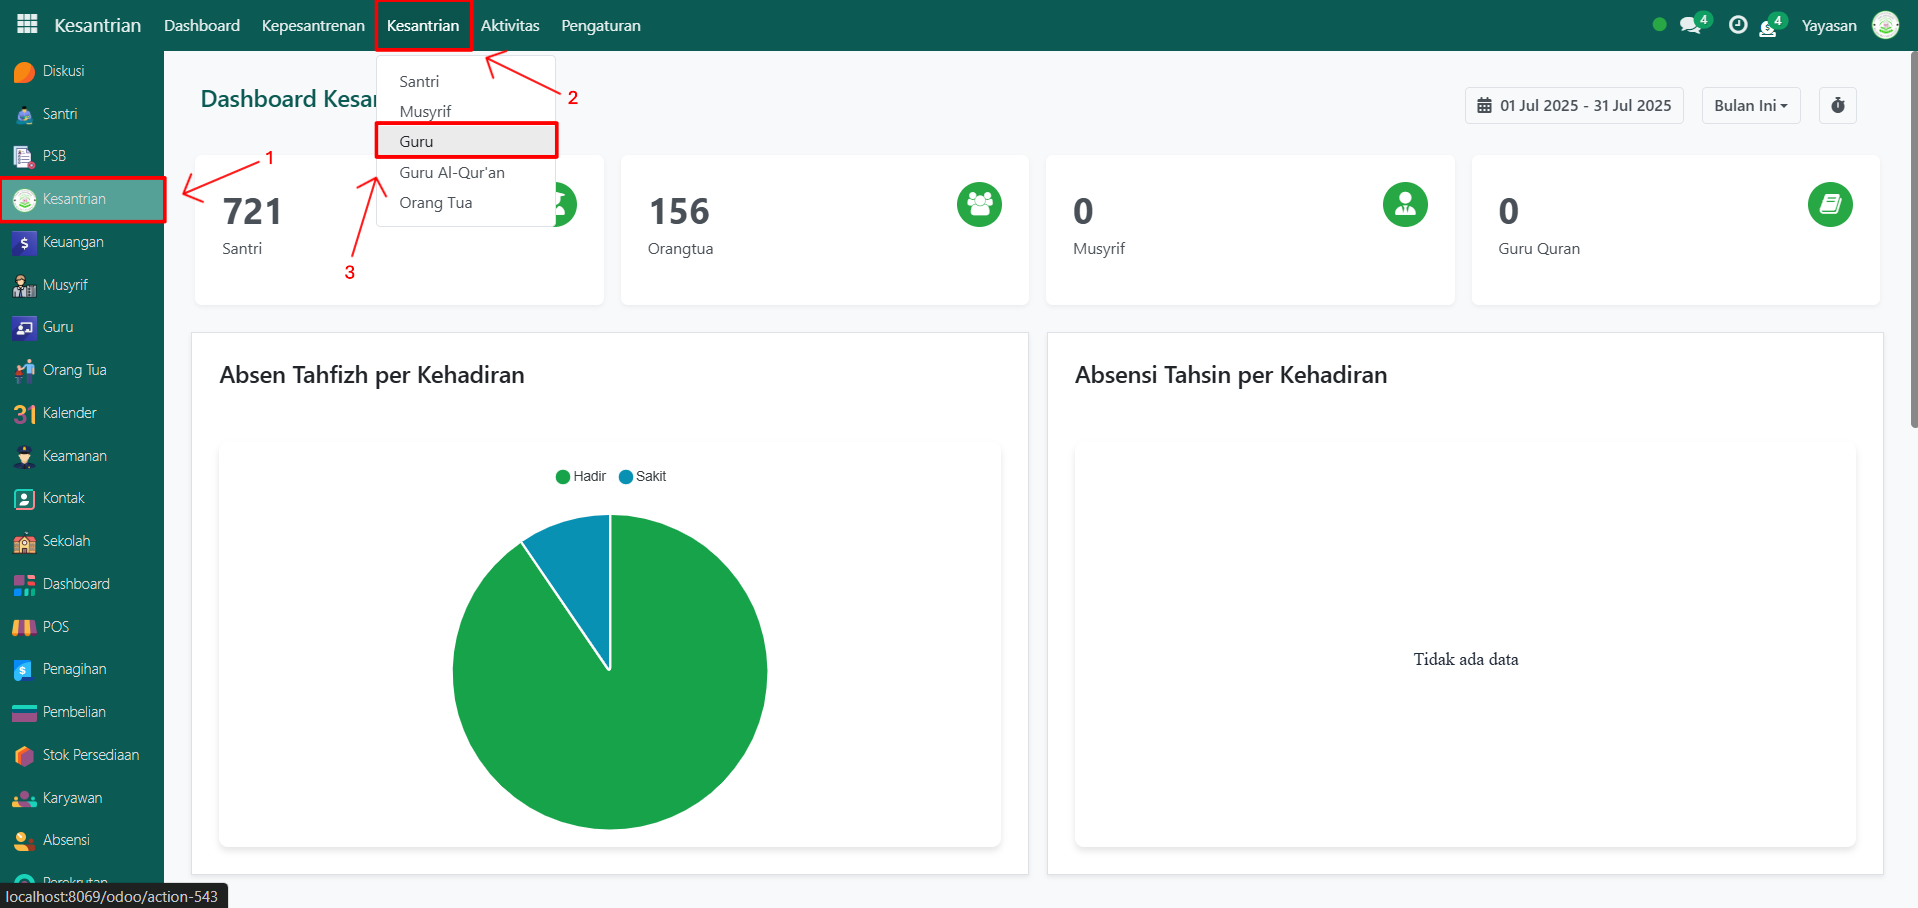 Kesantrian Dashboard Kepesantrenan Kesantrian Aktivitas Pengaturan 4 4 Yayasan
Diskusi
Santri
PSB
Kesantrian
Keuangan
Musyrif
Guru
Orang Tua
31 Kalender
Keamanan
Kontak
Sekolah
Dashboard
POS
Penagihan
Pembelian
Stok Persediaan
Karyawan
Absensi
localhost:8069/odoo/action-543
1
2
3
Santri
Musyrif
Guru
Guru Al-Qur'an
Orang Tua
Dashboard Kesan
01 Jul 2025 - 31 Jul 2025 Bulan Ini
721
Santri
156
Orangtua
0
Musyrif
0
Guru Quran
Absen Tahfizh per Kehadiran
Hadir Sakit
Absensi Tahsin per Kehadiran
Tidak ada data